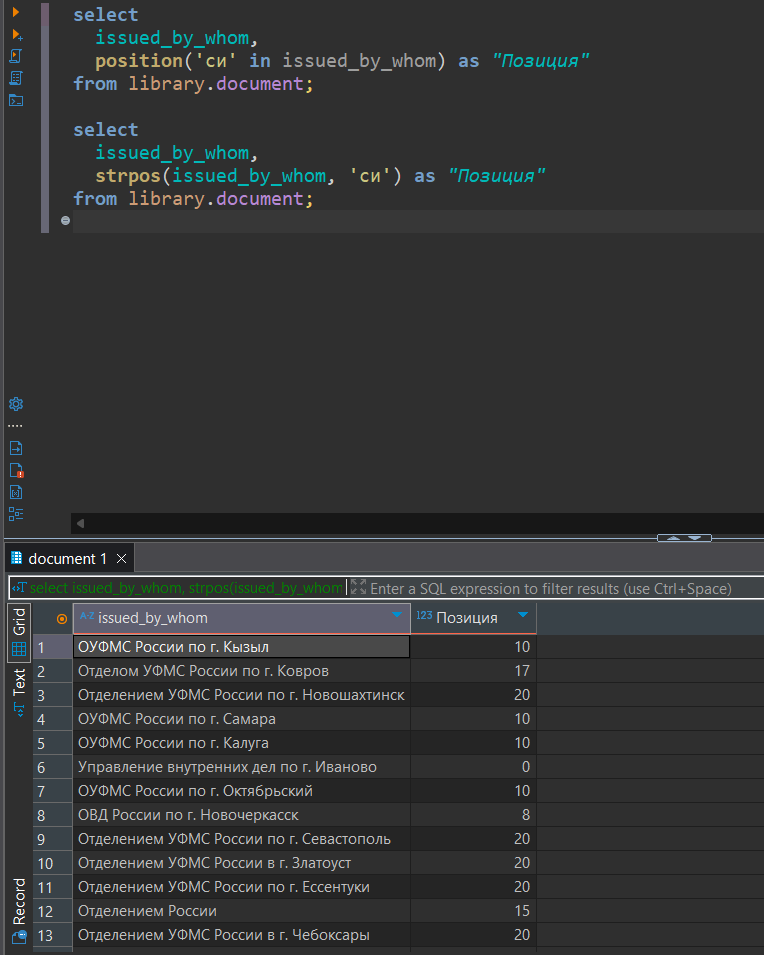 select
issued_by_whom,
position('си' in issued_by_whom) as "Позиция"
from library.document;
select
issued_by_whom,
strpos(issued_by_whom, 'си') as "Позиция"
from library.document;
document 1
select issued_by_whom, strpos(issued_by_whom Enter a SQL expression to filter results (use Ctrl+Space)
Grid
Text
Record
A-Z issued_by_whom 123 Позиция
1 ОУФМС России по г. Кызыл 10
2 Отделом УФМС России по г. Ковров 17
3 Отделением УФМС России по г. Новошахтинск 20
4 ОУФМС России по г. Самара 10
5 ОУФМС России по г. Калуга 10
6 Управление внутренних дел по г. Иваново 0
7 ОУФМС России по г. Октябрьский 10
8 ОВД России по г. Новочеркасск 8
9 Отделением УФМС России по г. Севастополь 20
10 Отделением УФМС России в г. Златоуст 20
11 Отделением УФМС России по г. Ессентуки 20
12 Отделением России 15
13 Отделением УФМС России в г. Чебоксары 20